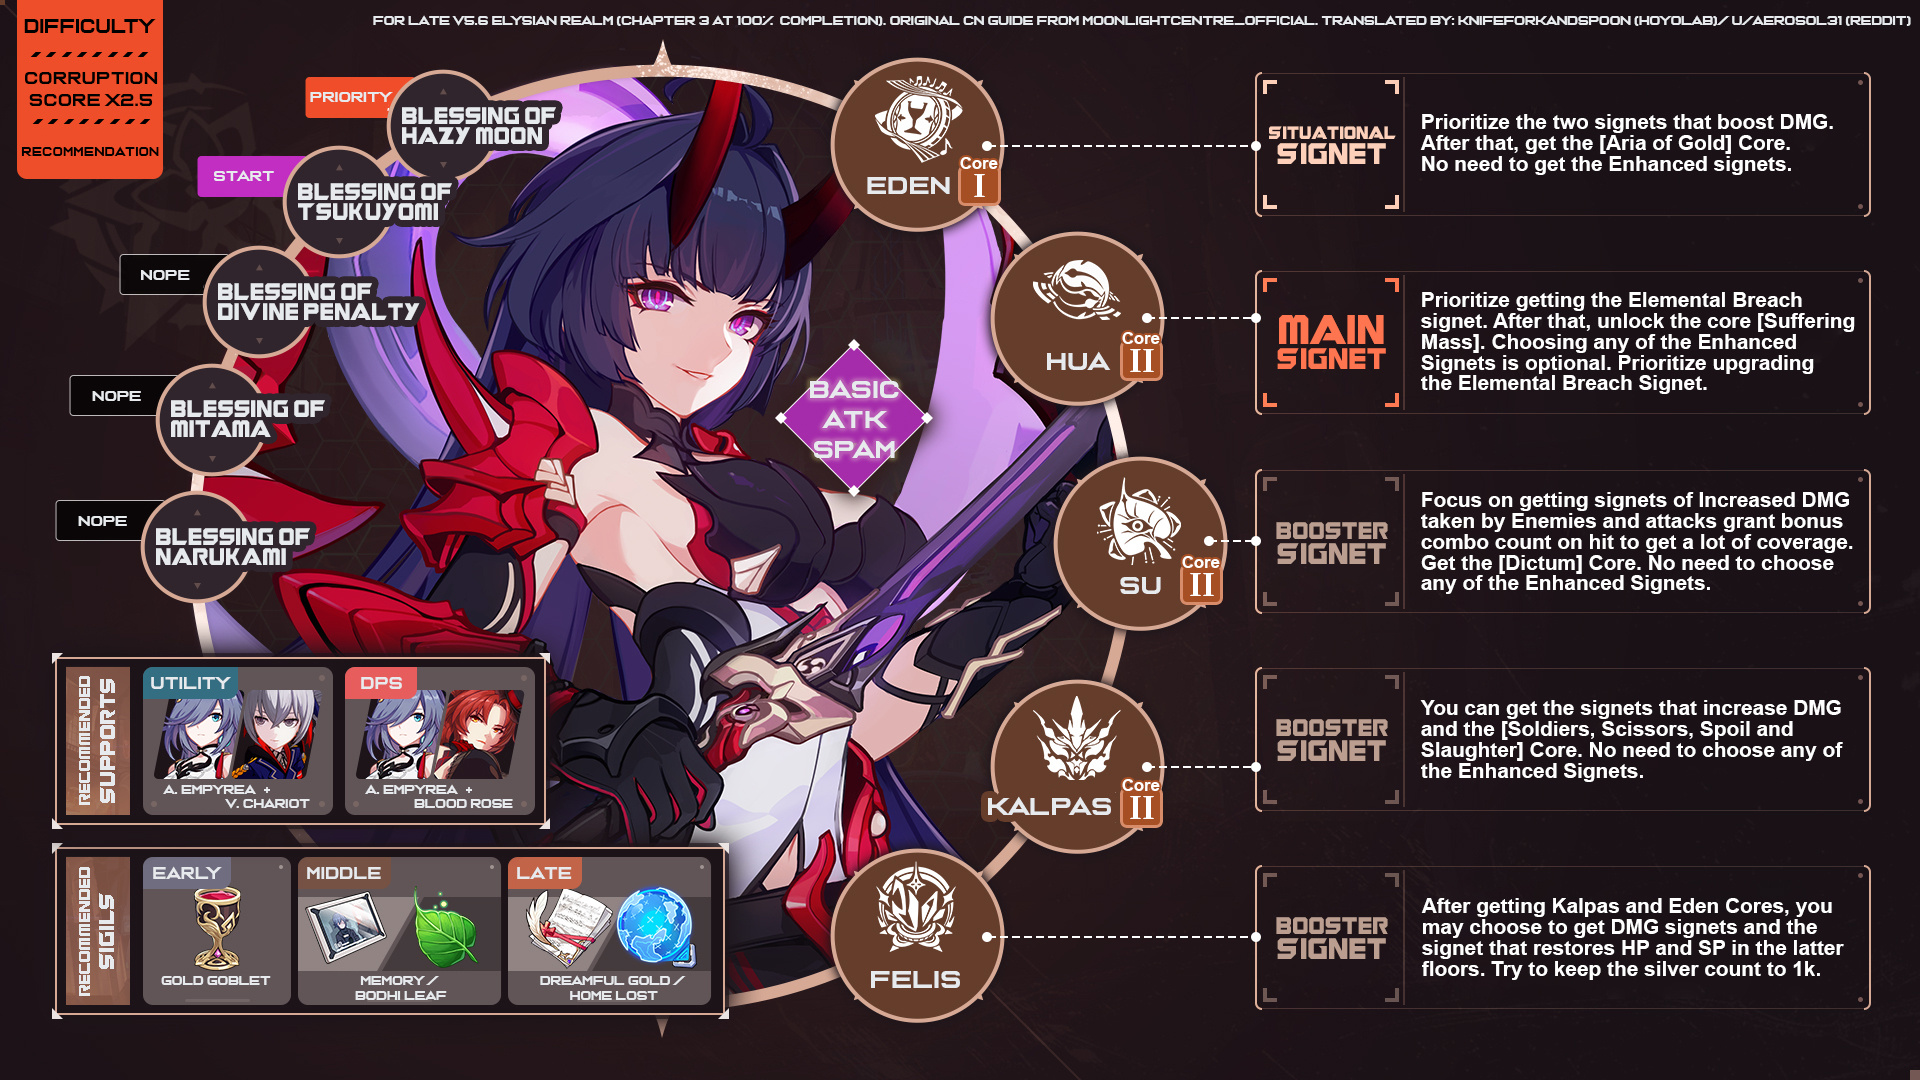 FOR LATE V5.6 ELYSIAN REALM (CHAPTER 3 AT 100% COMPLETION). ORIGINAL CN GUIDE FROM MOONLIGHTCENTRE_OFFICIAL. TRANSLATED BY: KNIFEFORKANDSPOON (HOYOLAB)/ U/AEROSOL31 (REDDIT)
DIFFICULTY
CORRUPTION
SCORE X2.5
RECOMMENDATION
PRIORITY
BLESSING OF
HAZY MOON
START
BLESSING OF
TSUKUYOMI
NOPE
BLESSING OF
DIVINE PENALTY
NOPE
BLESSING OF
MITAMA
NOPE
BLESSING OF
NARUKAMI
BASIC
ATK
SPAM
EDEN
Core
I
SITUATIONAL
SIGNET
Prioritize the two signets that boost DMG.
After that, get the [Aria of Gold] Core.
No need to get the Enhanced signets.
HUA
Core
II
MAIN
SIGNET
Prioritize getting the Elemental Breach
signet. After that, unlock the core [Suffering
Mass]. Choosing any of the Enhanced
Signets is optional. Prioritize upgrading
the Elemental Breach Signet.
SU
Core
II
BOOSTER
SIGNET
Focus on getting signets of Increased DMG
taken by Enemies and attacks grant bonus
combo count on hit to get a lot of coverage.
Get the [Dictum] Core. No need to choose
any of the Enhanced Signets.
KALPAS
Core
II
BOOSTER
SIGNET
You can get the signets that increase DMG
and the [Soldiers, Scissors, Spoil and
Slaughter] Core. No need to choose any of
the Enhanced Signets.
FELIS
BOOSTER
SIGNET
After getting Kalpas and Eden Cores, you
may choose to get DMG signets and the
signet that restores HP and SP in the latter
floors. Try to keep the silver count to 1k.
RECOMMENDED
SUPPORTS
UTILITY
A. EMPYREA +
V. CHARIOT
DPS
A. EMPYREA +
BLOOD ROSE
RECOMMENDED
SIGILS
EARLY
GOLD GOBLET
MIDDLE
MEMORY /
BODHI LEAF
LATE
DREAMFUL GOLD /
HOME LOST